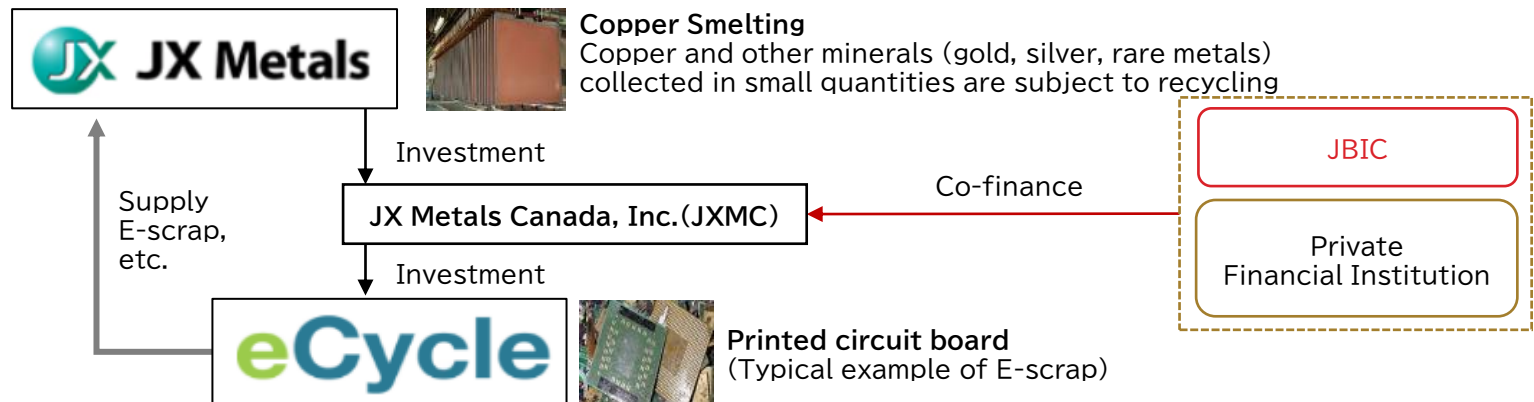 JX JX Metals
Copper Smelting
Copper and other minerals (gold, silver, rare metals)
collected in small quantities are subject to recycling
Investment
JBIC
Co-finance
Supply
E-scrap,
etc.
JX Metals Canada, Inc.(JXMC)
Private
Financial Institution
Investment
eCycle
Printed circuit board
(Typical example of E-scrap)